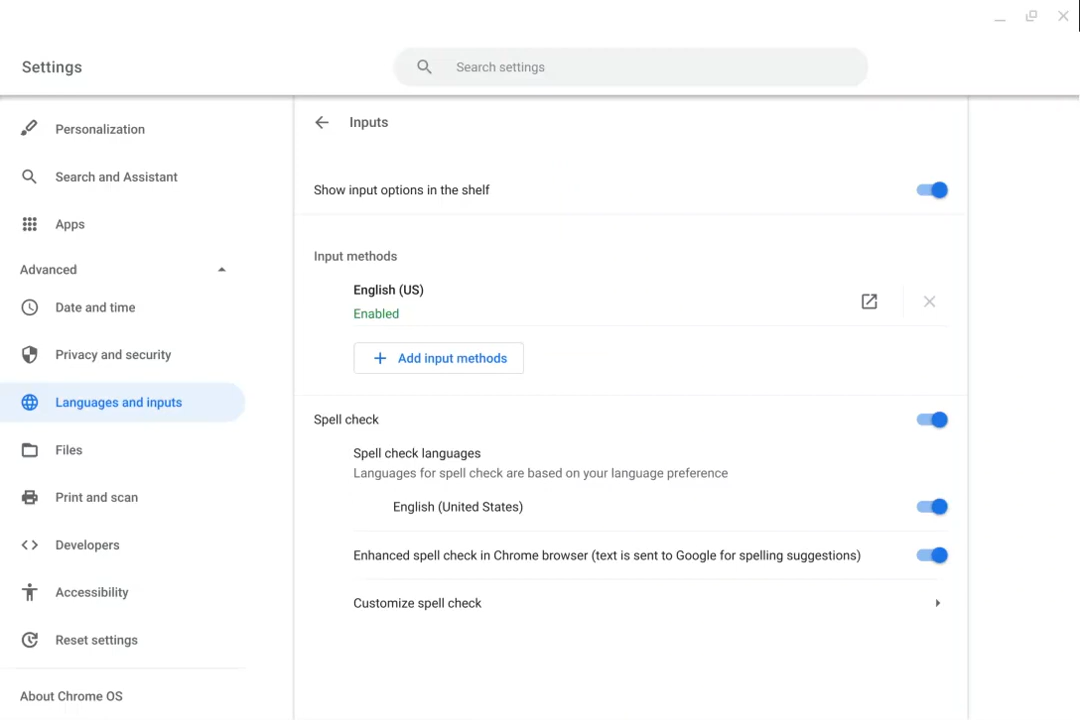 Settings
Search settings
Personalization
Search and Assistant
Apps
Advanced
Date and time
Privacy and security
Languages and inputs
Files
Print and scan
Developers
Accessibility
Reset settings
About Chrome OS
Inputs
Show input options in the shelf
Input methods
English (US)
Enabled
Add input methods
Spell check
Spell check languages
Languages for spell check are based on your language preference
English (United States)
Enhanced spell check in Chrome browser (text is sent to Google for spelling suggestions)
Customize spell check